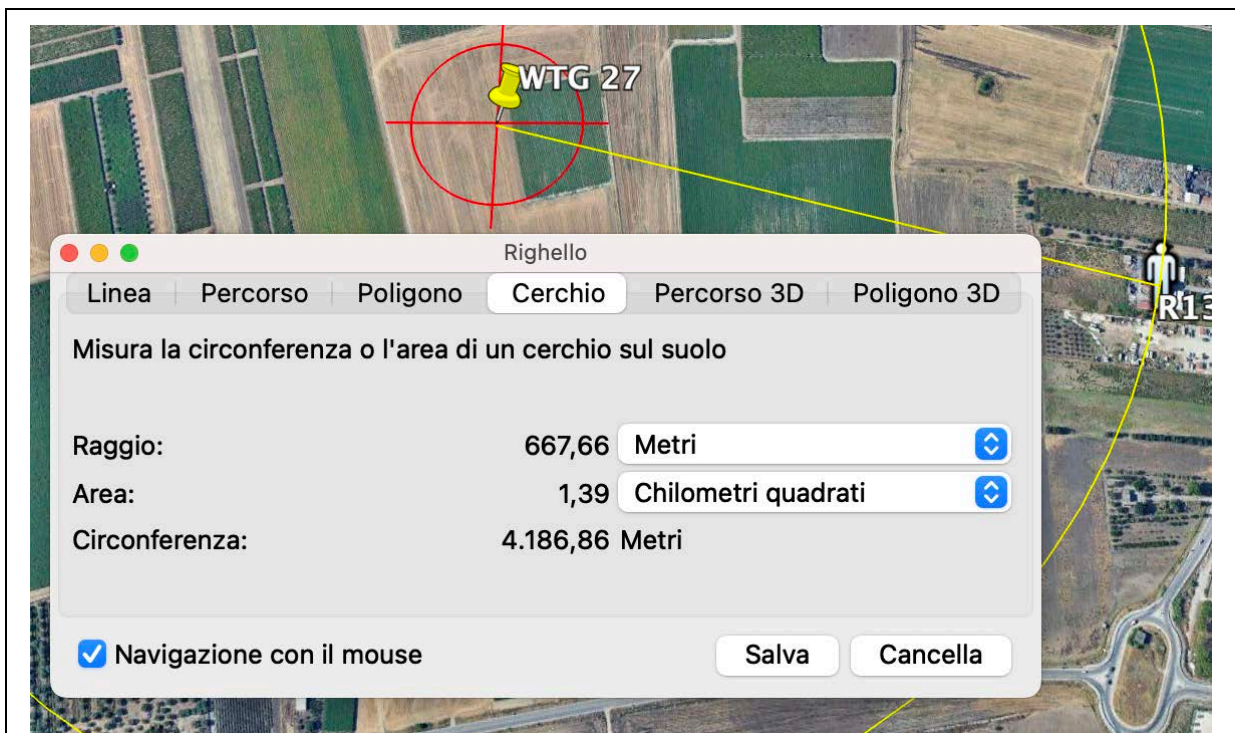 WTG 27
Righello
Linea Percorso Poligono Cerchio Percorso 3D Poligono 3D
R13
Misura la circonferenza o l'area di un cerchio sul suolo
Raggio: 667,66 Metri
Area: 1,39 Chilometri quadrati
Circonferenza: 4.186,86 Metri
Navigazione con il mouse Salva Cancella